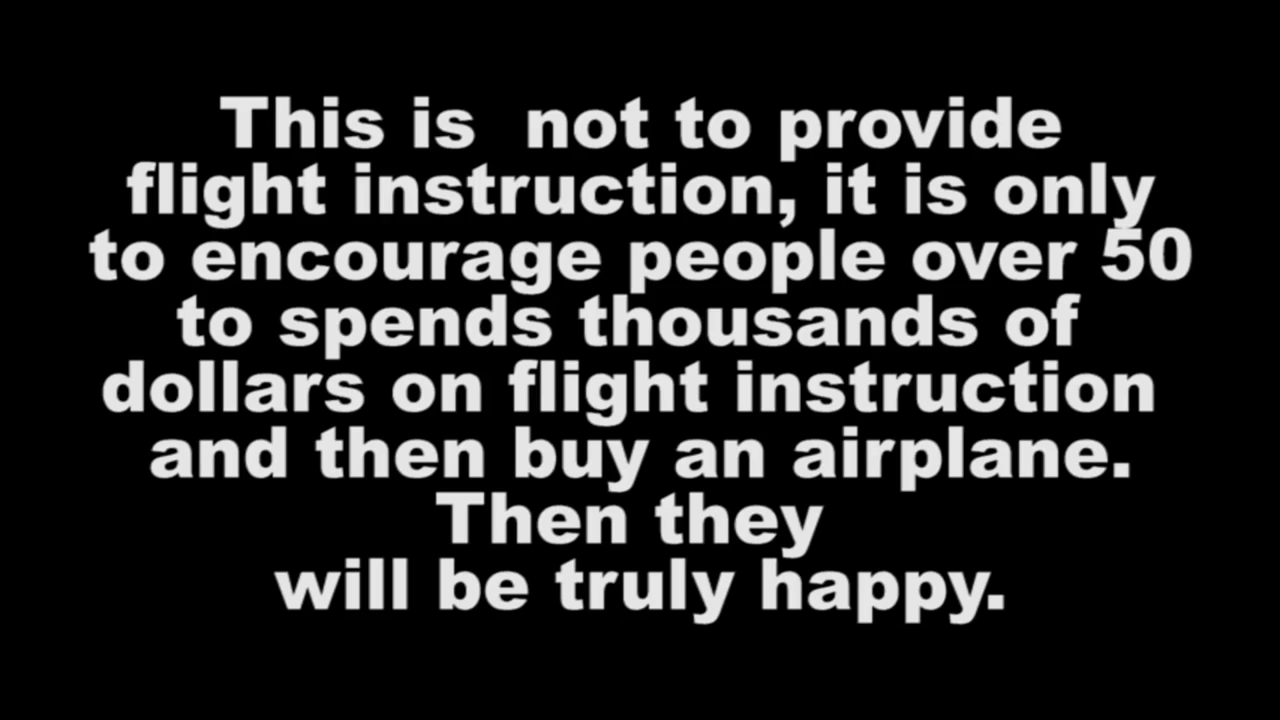 This is  not to provide
flight instruction, it is only
to encourage people over 50
to spends thousands of
dollars on flight instruction
and then buy an airplane.
Then they
will be truly happy.